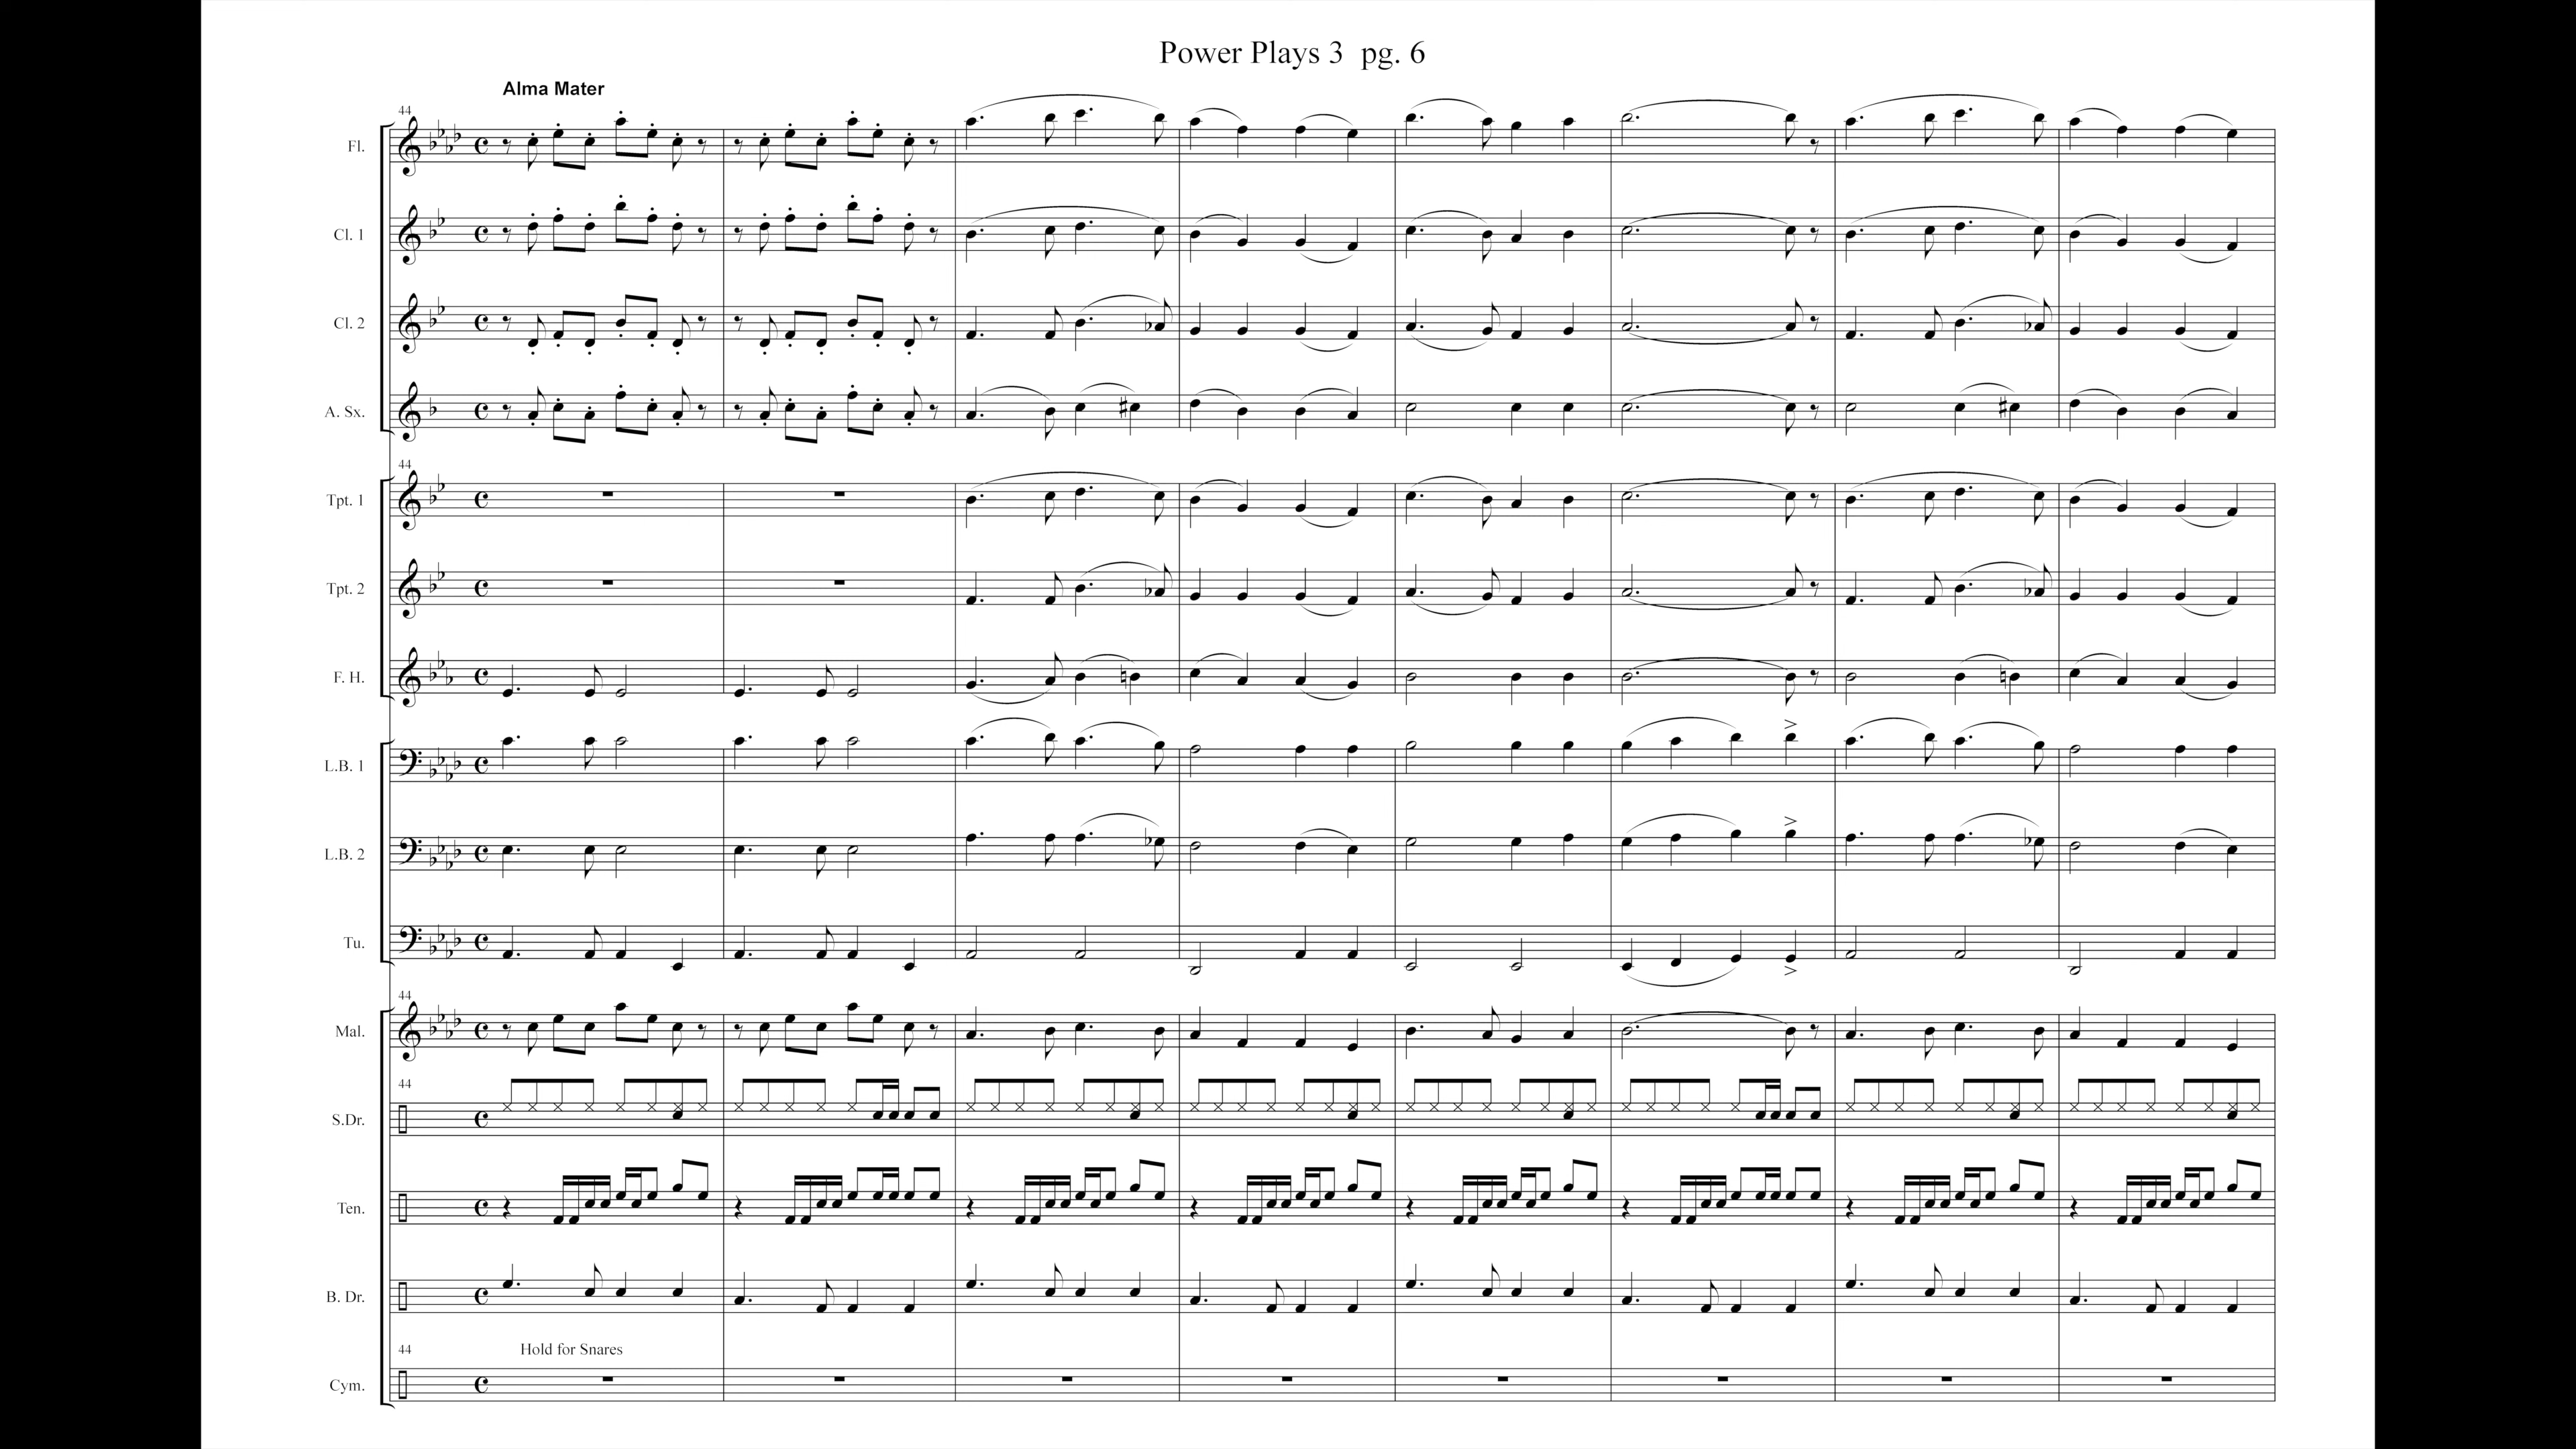 Power Plays 3 pg. 6
Alma Mater
44
Fl.
Cl. 1
Cl. 2
A. Sx.
44
Tpt. 1
Tpt. 2
F. H.
L.B. 1
L.B. 2
Tu.
44
Mal.
44
S.Dr.
Ten.
B. Dr.
44 Hold for Snares
Cym.